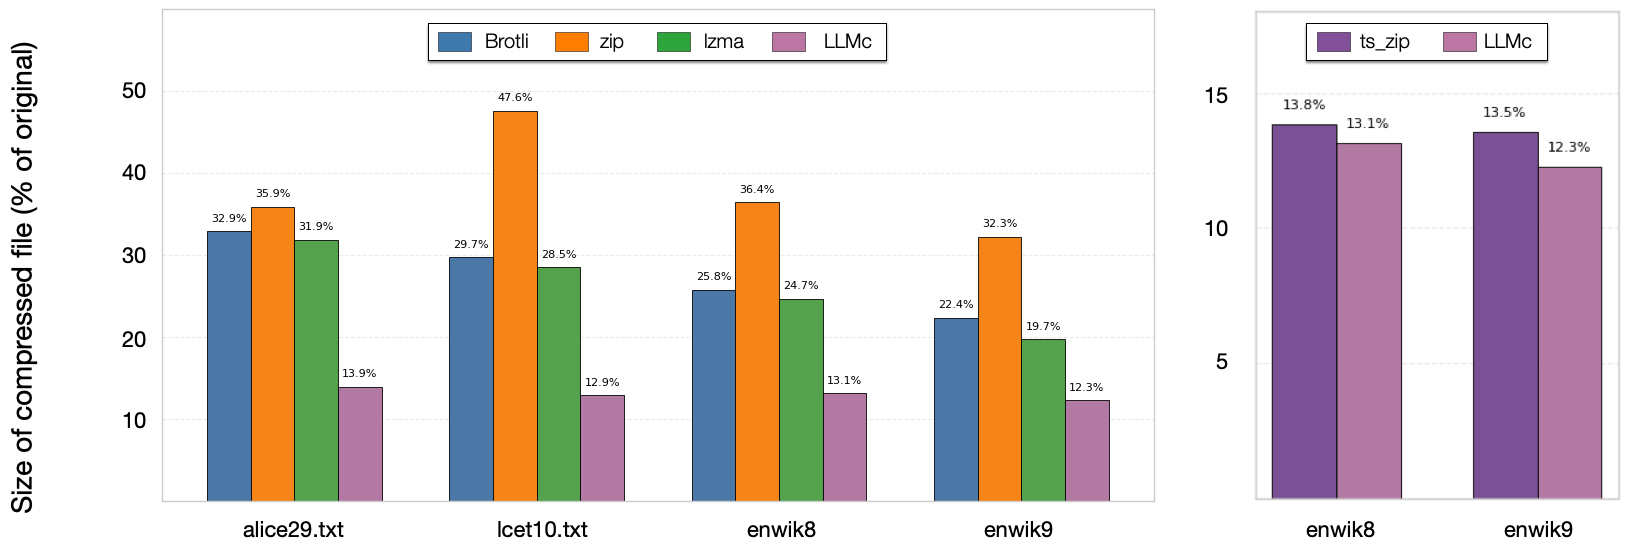 Size of compressed file (% of original)
Brotli zip lzma LLMc
50
40
30
20
10
32.9% 35.9% 31.9% 13.9%
29.7% 47.6% 28.5% 12.9%
25.8% 36.4% 24.7% 13.1%
22.4% 32.3% 19.7% 12.3%
alice29.txt lcet10.txt enwik8 enwik9
ts_zip LLMc
15
10
5
13.8% 13.1%
13.5% 12.3%
enwik8 enwik9